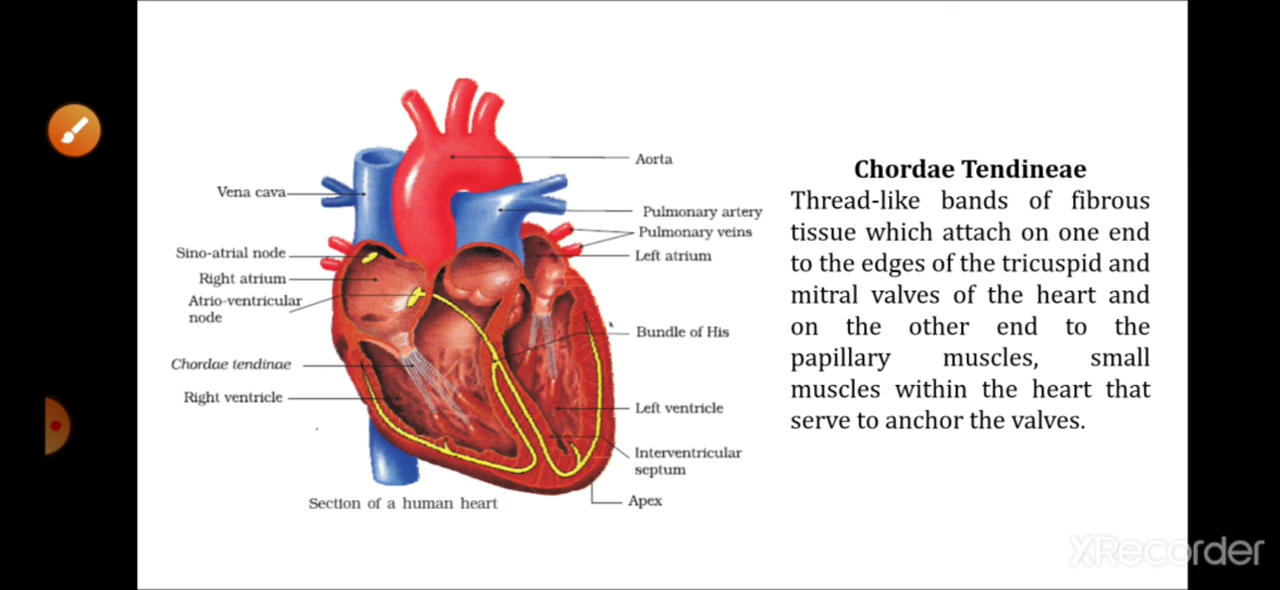 Aorta
Vena cava
Pulmonary artery
Pulmonary veins
Sino-atrial node
Left atrium
Right atrium
Atrio-ventricular
node
Bundle of His
Chordae tendinae
Right ventricle
Left ventricle
Interventricular
septum
Apex
Section of a human heart
Chordae Tendineae
Thread-like bands of fibrous
tissue which attach on one end
to the edges of the tricuspid and
mitral valves of the heart and
on the other end to the
papillary muscles, small
muscles within the heart that
serve to anchor the valves.
XRecorder